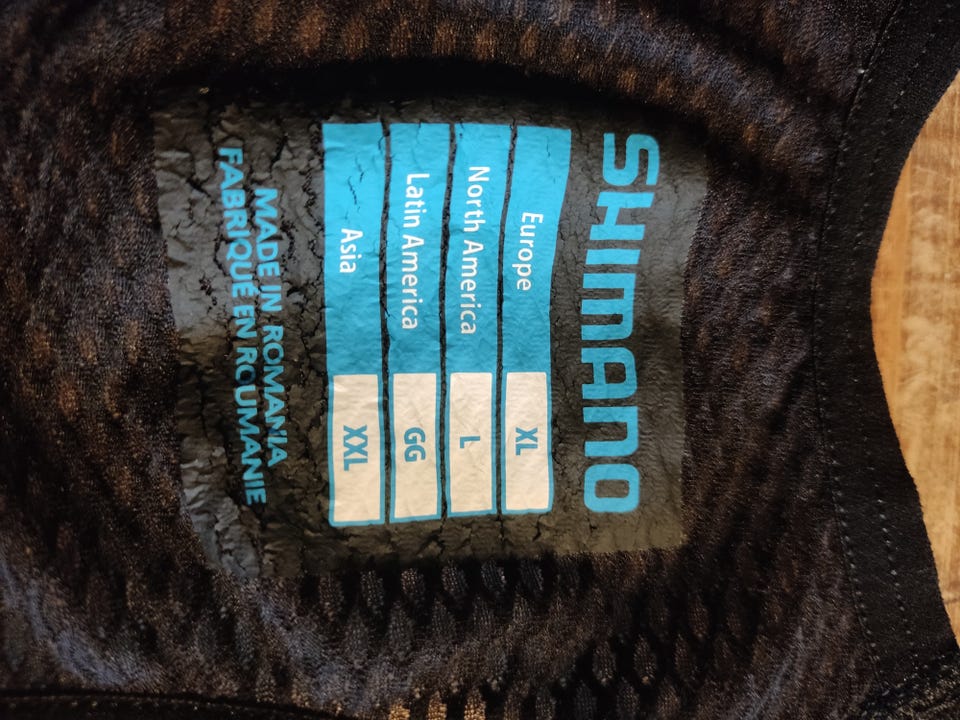 SHIMANO
Europe XL
North America L
Latin America GG
Asia XXL
MADE IN ROMANIA
FABRIQUÉ EN ROUMANIE